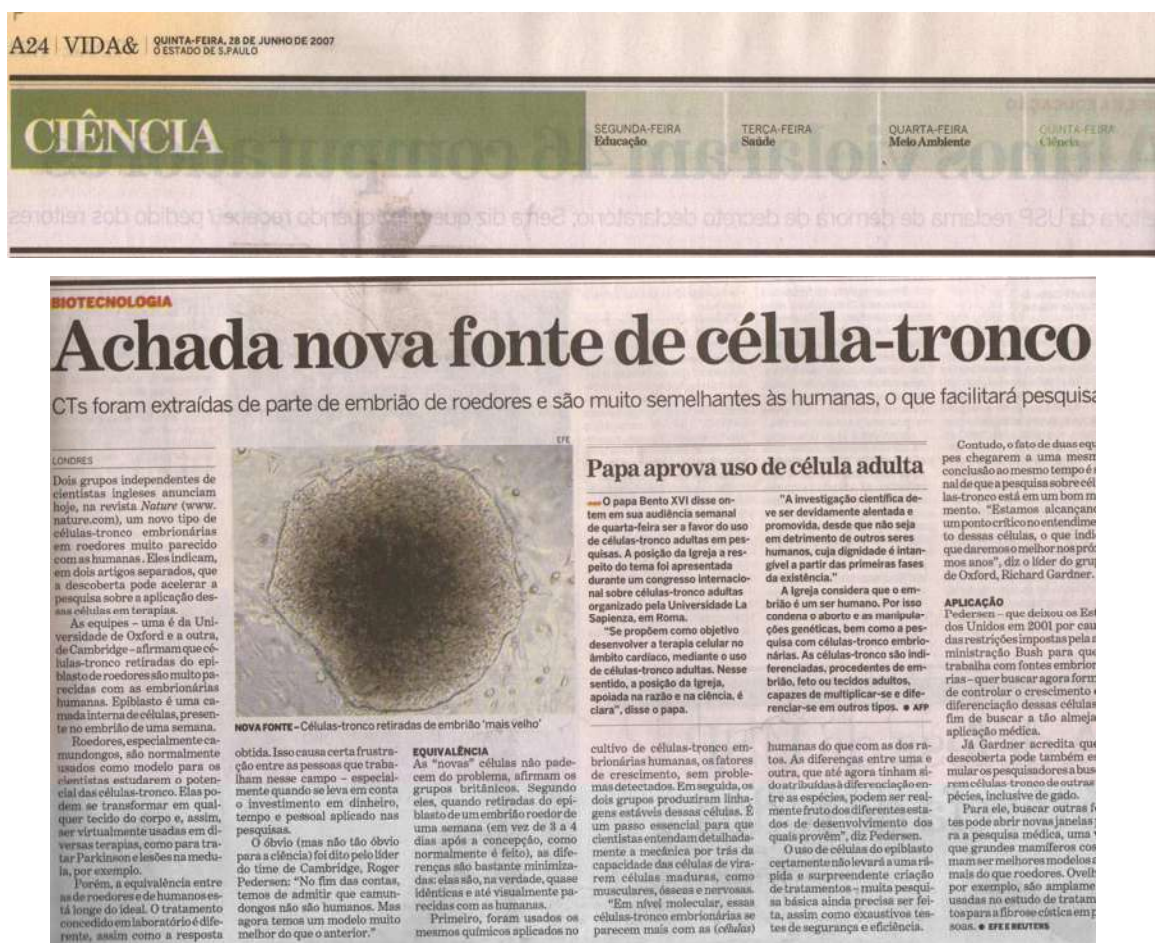 A24 | VIDA& | QUINTA-FEIRA, 28 DE JUNHO DE 2007
O ESTADO DE S.PAULO
CIÊNCIA
SEGUNDA-FEIRA
Educação
TERÇA-FEIRA
Saúde
QUARTA-FEIRA
Meio Ambiente
QUINTA-FEIRA
Ciência
BIOTECNOLOGIA
Achada nova fonte de célula-tronco
CTs foram extraídas de parte de embrião de roedores e são muito semelhantes às humanas, o que facilitará pesquisa
LONDRES
Dois grupos independentes de
cientistas ingleses anunciam
hoje, na revista Nature (www.
nature.com), um novo tipo de
células-tronco embrionárias
em roedores muito parecido
com as humanas. Eles indicam,
em dois artigos separados, que
a descoberta pode acelerar a
pesquisa sobre a aplicação des-
sas células em terapias.
As equipes – uma é da Uni-
versidade de Oxford e a outra,
de Cambridge – afirmam que cé-
lulas-tronco retiradas do epi-
blasto de roedores são muito pa-
recidas com as embrionárias
humanas. Epiblasto é uma ca-
mada interna de células, presen-
te no embrião de uma semana.
Roedores, especialmente ca-
mundongos, são normalmente
usados como modelo para os
cientistas estudarem o poten-
cial das células-tronco. Elas po-
dem se transformar em qual-
quer tecido do corpo e, assim,
ser virtualmente usadas em di-
versas terapias, como para tra-
tar Parkinson e lesões na medu-
la, por exemplo.
Porém, a equivalência entre
as de roedores e de humanos es-
tá longe do ideal. O tratamento
concedido em laboratório é dife-
rente, assim como a resposta
EFE
NOVA FONTE – Células-tronco retiradas de embrião 'mais velho'
obtida. Isso causa certa frustra-
ção entre as pessoas que traba-
lham nesse campo – especial-
mente quando se leva em conta
o investimento em dinheiro,
tempo e pessoal aplicado nas
pesquisas.
O óbvio (mas não tão óbvio
para a ciência) foi dito pelo líder
do time de Cambridge, Roger
Pedersen: "No fim das contas,
temos de admitir que camun-
dongos não são humanos. Mas
agora temos um modelo muito
melhor do que o anterior."
EQUIVALÊNCIA
As "novas" células não pade-
cem do problema, afirmam os
grupos britânicos. Segundo
eles, quando retiradas do epi-
blasto de um embrião roedor de
uma semana (em vez de 3 a 4
dias após a concepção, como
normalmente é feito), as dife-
renças são bastante minimiza-
das: elas são, na verdade, quase
idênticas e até visualmente pa-
recidas com as humanas.
Primeiro, foram usados os
mesmos químicos aplicados no
Papa aprova uso de célula adulta
O papa Bento XVI disse on-
tem em sua audiência semanal
de quarta-feira ser a favor do uso
de células-tronco adultas em pes-
quisas. A posição da Igreja a res-
peito do tema foi apresentada
durante um congresso internacio-
nal sobre células-tronco adultas
organizado pela Universidade La
Sapienza, em Roma.
"Se propõem como objetivo
desenvolver a terapia celular no
âmbito cardíaco, mediante o uso
de células-tronco adultas. Nesse
sentido, a posição da Igreja,
apoiada na razão e na ciência, é
clara", disse o papa.
"A investigação científica de-
ve ser devidamente alentada e
promovida, desde que não seja
em detrimento de outros seres
humanos, cuja dignidade é intan-
gível a partir das primeiras fases
da existência."
A Igreja considera que o em-
brião é um ser humano. Por isso
condena o aborto e as manipula-
ções genéticas, bem como a pes-
quisa com células-tronco embrio-
nárias. As células-tronco são indi-
ferenciadas, procedentes de em-
brião, feto ou tecidos adultos,
capazes de multiplicar-se e dife-
renciar-se em outros tipos. ● AFP
cultivo de células-tronco em-
brionárias humanas, os fatores
de crescimento, sem proble-
mas detectados. Em seguida, os
dois grupos produziram linha-
gens estáveis dessas células. É
um passo essencial para que
cientistas entendam detalhada-
mente a mecânica por trás da
capacidade das células de vira-
rem células maduras, como
musculares, ósseas e nervosas.
"Em nível molecular, essas
células-tronco embrionárias se
parecem mais com as (células)
humanas do que com as dos ra-
tos. As diferenças entre uma e
outra, que até agora tinham si-
do atribuídas à diferenciação en-
tre as espécies, podem ser real-
mente fruto dos diferentes esta-
dos de desenvolvimento dos
quais provêm", diz Pedersen.
O uso de células do epiblasto
certamente não levará a uma rá-
pida e surpreendente criação
de tratamentos – muita pesqui-
sa básica ainda precisa ser fei-
ta, assim como exaustivos tes-
tes de segurança e eficiência.
Contudo, o fato de duas equ
pes chegarem a uma mesm
conclusão ao mesmo tempo é
nal de que a pesquisa sobre cél
las-tronco está em um bom m
mento. "Estamos alcançand
um ponto crítico no entendime
to dessas células, o que indi
que daremos o melhor nos próx
mos anos", diz o líder do gru
de Oxford, Richard Gardner.
APLICAÇÃO
Pedersen – que deixou os Est
dos Unidos em 2001 por cau
das restrições impostas pela
ministração Bush para que
trabalha com fontes embrion
rias – quer buscar agora form
de controlar o crescimento
diferenciação dessas células
fim de buscar a tão almeja
aplicação médica.
Já Gardner acredita que
descoberta pode também es
mular os pesquisadores a bus
rem células-tronco de outras
pécies, inclusive de gado.
Para ele, buscar outras f
tes pode abrir novas janelas
ra a pesquisa médica, uma v
que grandes mamíferos cos
mam ser melhores modelos
mais do que roedores. Ovelh
por exemplo, são amplame
usadas no estudo de tratam
tos para a fibrose cística em p
soas. ● EFE E REUTERS